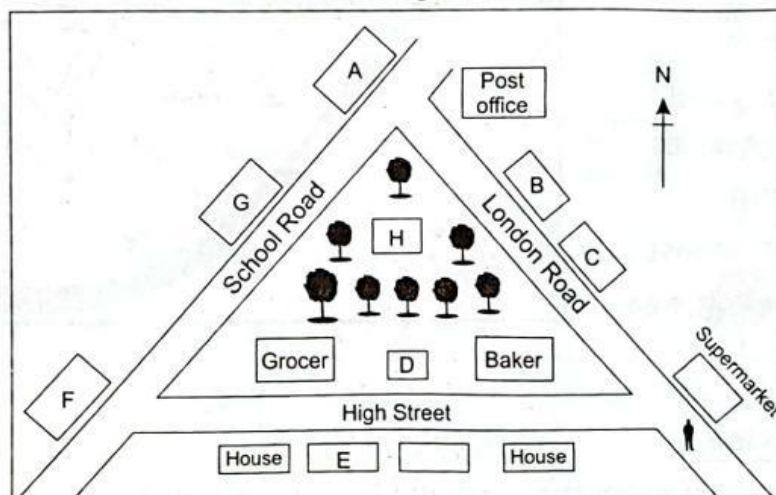 A
Post
office
N
B
G
School Road
H
London Road
C
Supermarket
Grocer
D
Baker
F
High Street
House
E
House